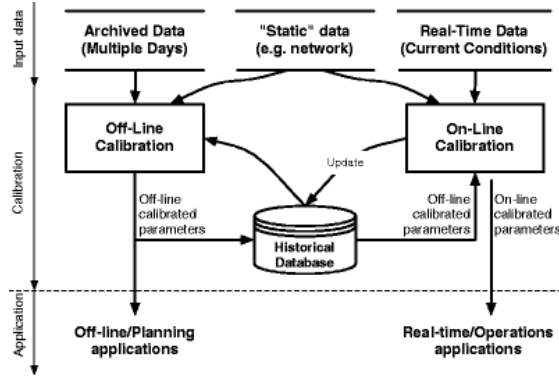 Input data
Archived Data
(Multiple Days)
"Static" data
(e.g. network)
Real-Time Data
(Current Conditions)
Calibration
Off-Line
Calibration
On-Line
Calibration
Update
Off-line
calibrated
parameters
Historical
Database
Off-line
calibrated
parameters
On-line
calibrated
parameters
Application
Off-line/Planning
applications
Real-time/Operations
applications